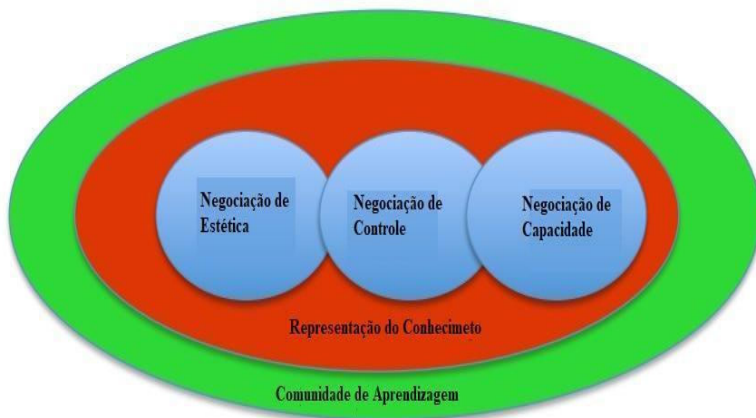 Negociação de
Estética
Negociação de
Controle
Negociação de
Capacidade
Representação do Conhecimeto
Comunidade de Aprendizagem